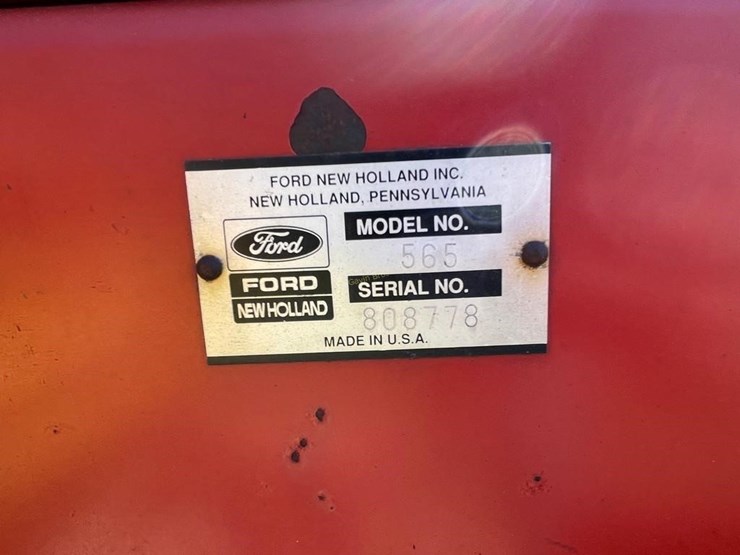 FORD NEW HOLLAND INC.
NEW HOLLAND, PENNSYLVANIA
Ford
FORD
NEW HOLLAND
MODEL NO.
565
SERIAL NO.
808778
MADE IN U.S.A.